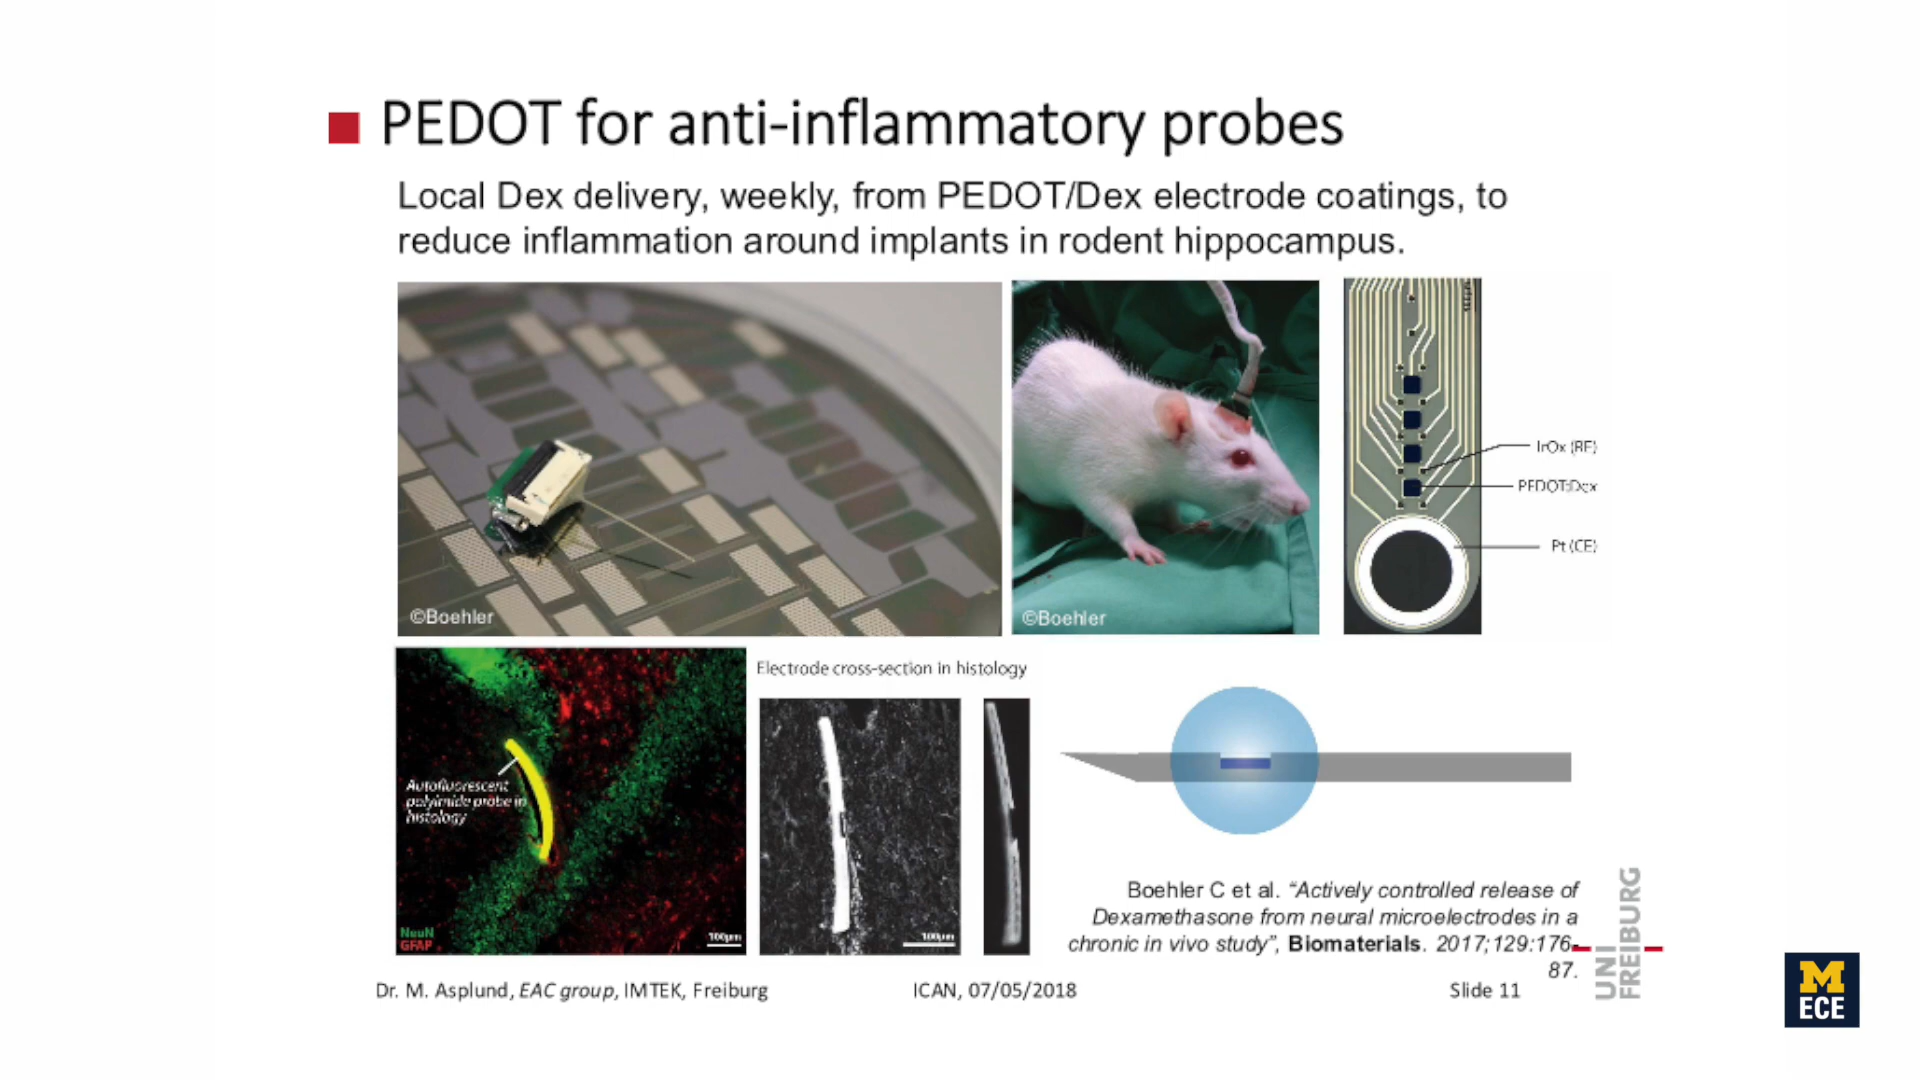 PEDOT for anti-inflammatory probes
Local Dex delivery, weekly, from PEDOT/Dex electrode coatings, to
reduce inflammation around implants in rodent hippocampus.
©Boehler
©Boehler
IrOx (RE)
PEDOT:Dex
Pt (CE)
Electrode cross-section in histology
Autofluorescent
polyimide probe in
histology
NeuN
GFAP
100µm
100µm
Boehler C et al. “Actively controlled release of
Dexamethasone from neural microelectrodes in a
chronic in vivo study”, Biomaterials. 2017;129:176-
87.
UNI
FREIBURG
Dr. M. Asplund, EAC group, IMTEK, Freiburg
ICAN, 07/05/2018
Slide 11
M
ECE